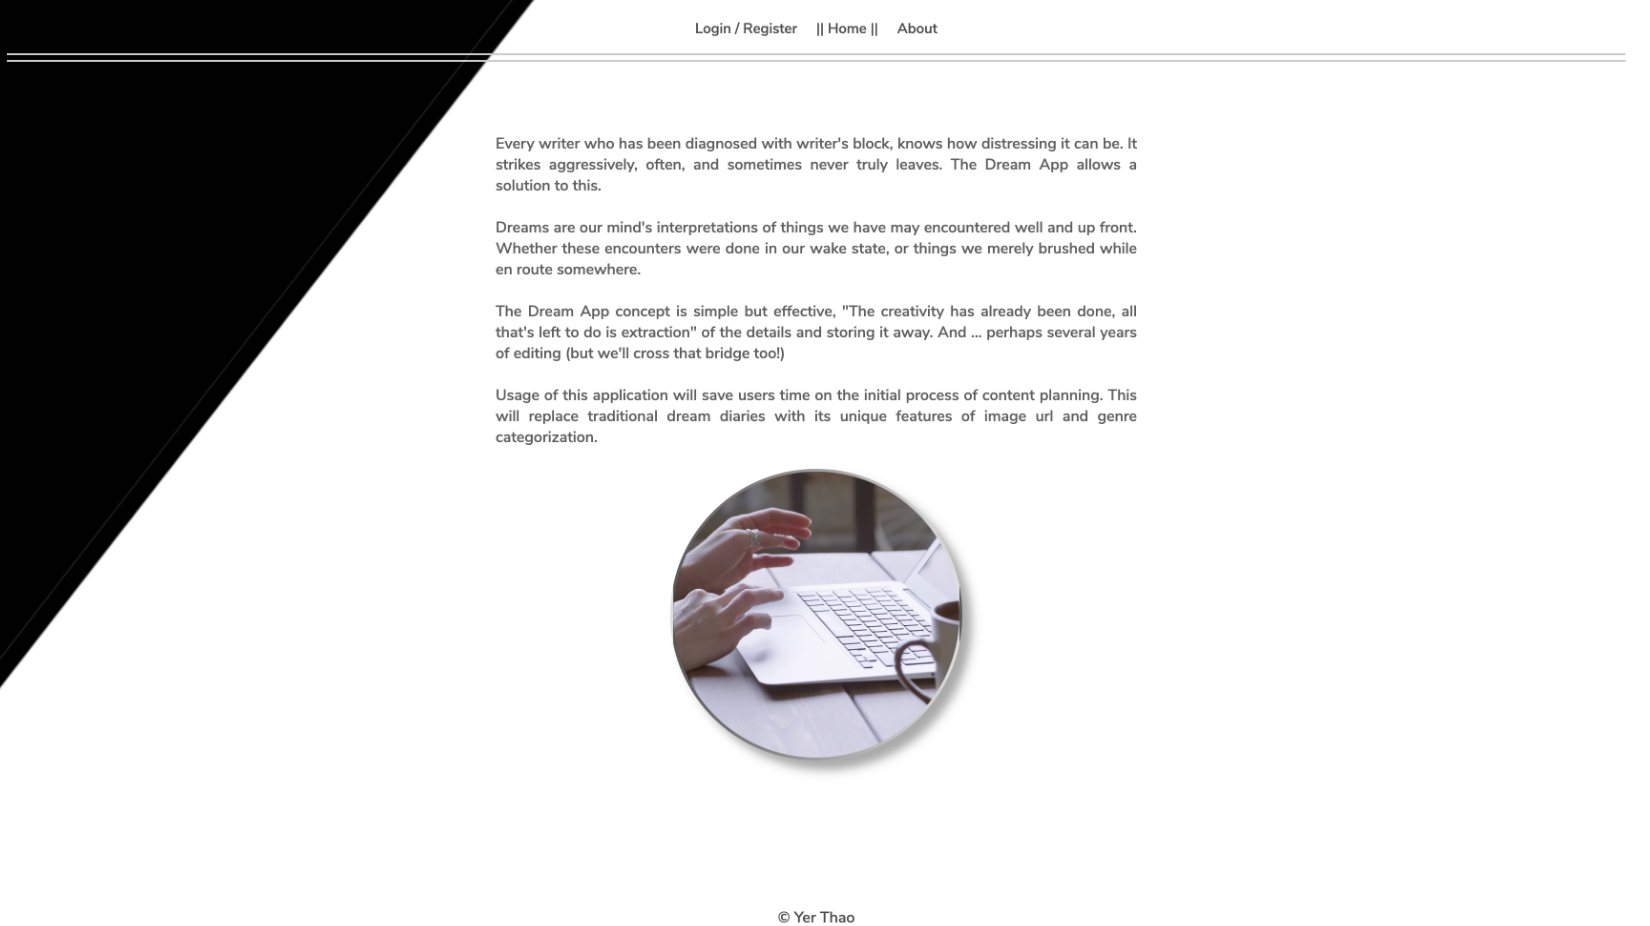 Login / Register || Home || About
Every writer who has been diagnosed with writer's block, knows how distressing it can be. It
strikes aggressively, often, and sometimes never truly leaves. The Dream App allows a
solution to this.
Dreams are our mind's interpretations of things we have may encountered well and up front.
Whether these encounters were done in our wake state, or things we merely brushed while
en route somewhere.
The Dream App concept is simple but effective, "The creativity has already been done, all
that's left to do is extraction" of the details and storing it away. And ... perhaps several years
of editing (but we'll cross that bridge too!)
Usage of this application will save users time on the initial process of content planning. This
will replace traditional dream diaries with its unique features of image url and genre
categorization.
© Yer Thao